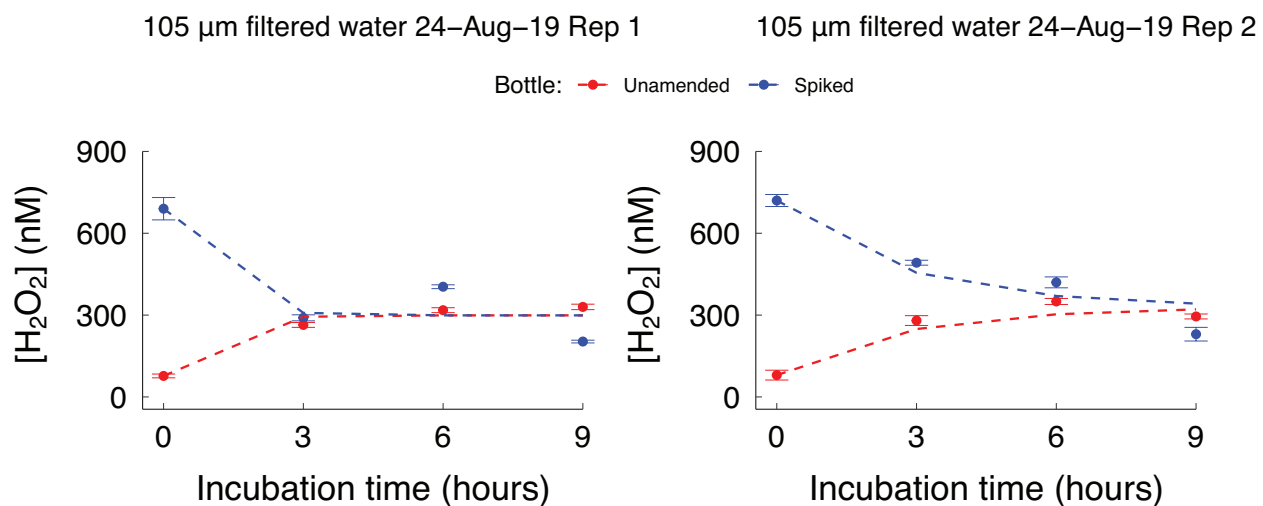 105 µm filtered water 24−Aug−19 Rep 1
105 µm filtered water 24−Aug−19 Rep 2
Bottle: Unamended Spiked
900
600
300
0
[H₂O₂] (nM)
0 3 6 9
Incubation time (hours)
900
600
300
0
[H₂O₂] (nM)
0 3 6 9
Incubation time (hours)